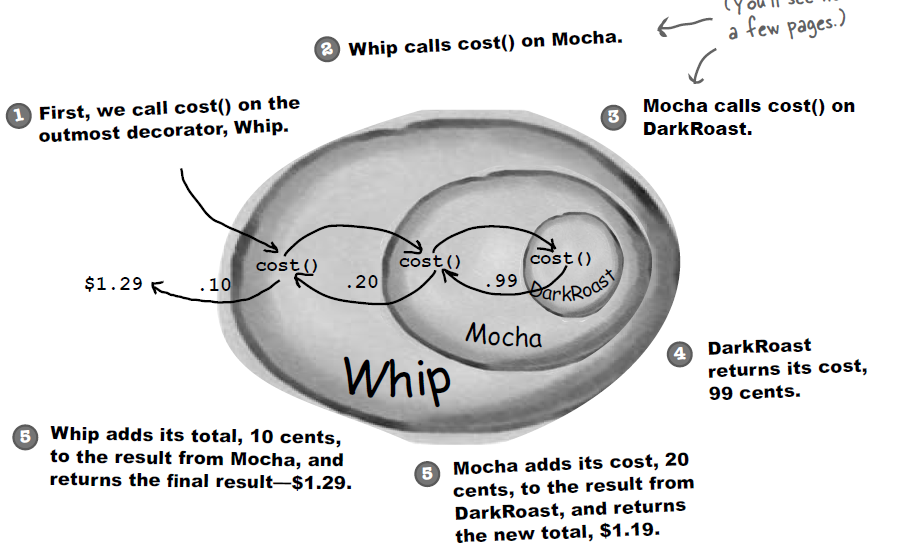 (You'll see
a few pages.)
2 Whip calls cost() on Mocha.
1 First, we call cost() on the
outmost decorator, Whip.
3 Mocha calls cost() on
DarkRoast.
cost()
cost()
cost()
$1.29
.10
.20
.99
DarkRoast
Mocha
Whip
4 DarkRoast
returns its cost,
99 cents.
5 Whip adds its total, 10 cents,
to the result from Mocha, and
returns the final result—$1.29.
5 Mocha adds its cost, 20
cents, to the result from
DarkRoast, and returns
the new total, $1.19.